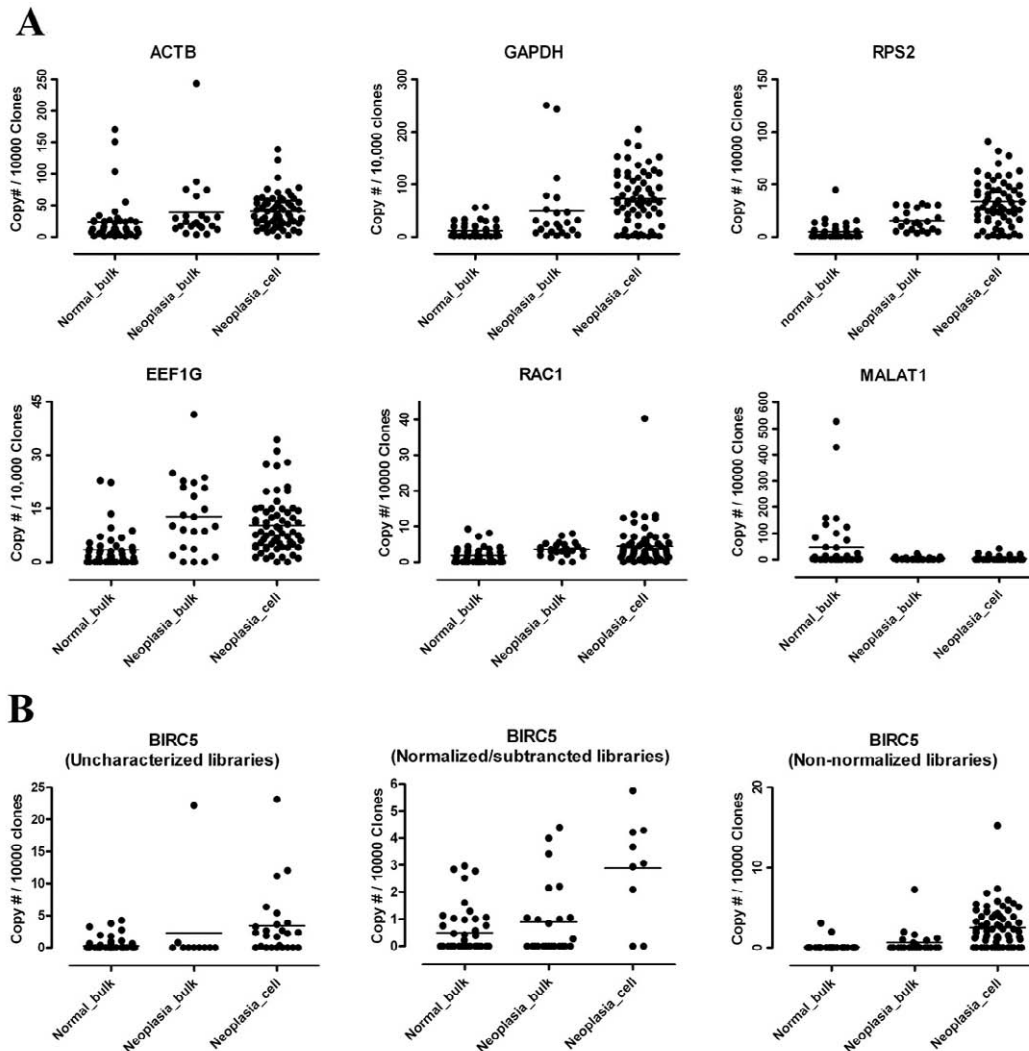 A
ACTB
Copy# / 10000 Clones
250
200
150
100
50
0
Normal_bulk
Neoplasia_bulk
Neoplasia_cell
GAPDH
Copy # / 10,000 Clones
300
200
100
0
Normal_bulk
Neoplasia_bulk
Neoplasia_cell
RPS2
Copy # / 10000 Clones
150
100
50
0
normal_bulk
Neoplasia_bulk
Neoplasia_cell
EEF1G
Copy # / 10,000 Clones
45
30
15
0
Normal_bulk
Neoplasia_bulk
Neoplasia_cell
RAC1
Copy # / 10000 Clones
40
30
20
10
0
Normal_bulk
Neoplasia_bulk
Neoplasia_cell
MALAT1
Copy # / 10000 Clones
600
500
400
300
200
100
0
Normal_bulk
Neoplasia_bulk
Neoplasia_cell
B
BIRC5
(Uncharacterized libraries)
Copy # / 10000 clones
25
20
15
10
5
0
Normal_bulk
Neoplasia_bulk
Neoplasia_cell
BIRC5
(Normalized/subtrancted libraries)
Copy # / 10000 Clones
6
5
4
3
2
1
0
Normal_bulk
Neoplasia_bulk
Neoplasia_cell
BIRC5
(Non-normalized libraries)
Copy # / 10000 Clones
20
10
0
Normal_bulk
Neoplasia_bulk
Neoplasia_cell